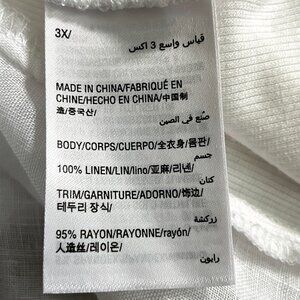 3X/
قياس واسع 3 اكس
MADE IN CHINA/FABRIQUÉ EN
CHINE/HECHO EN CHINA/中国制
造/중국산/
صنع في الصين
BODY/CORPS/CUERPO/全衣身/몸판/
جسم
100% LINEN/LIN/lino/亚麻/리넨/
كتان
TRIM/GARNITURE/ADORNO/饰边/
테두리 장식/
زركشة
95% RAYON/RAYONNE/rayón/
人造丝/레이온/
رايون